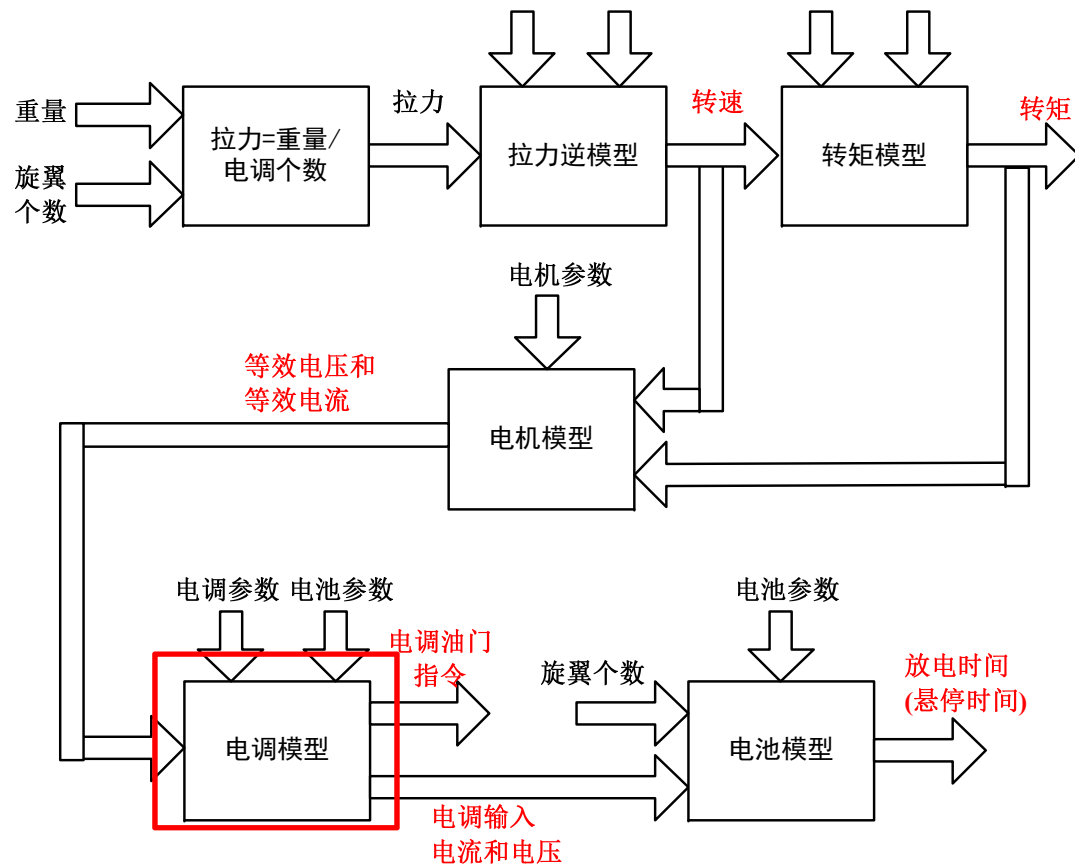 重量
旋翼
个数
拉力=重量/
电调个数
拉力
拉力逆模型
转速
转矩模型
转矩
电机参数
等效电压和
等效电流
电机模型
电调参数
电池参数
电调油门
指令
电调模型
电调输入
电流和电压
旋翼个数
电池参数
电池模型
放电时间
(悬停时间)